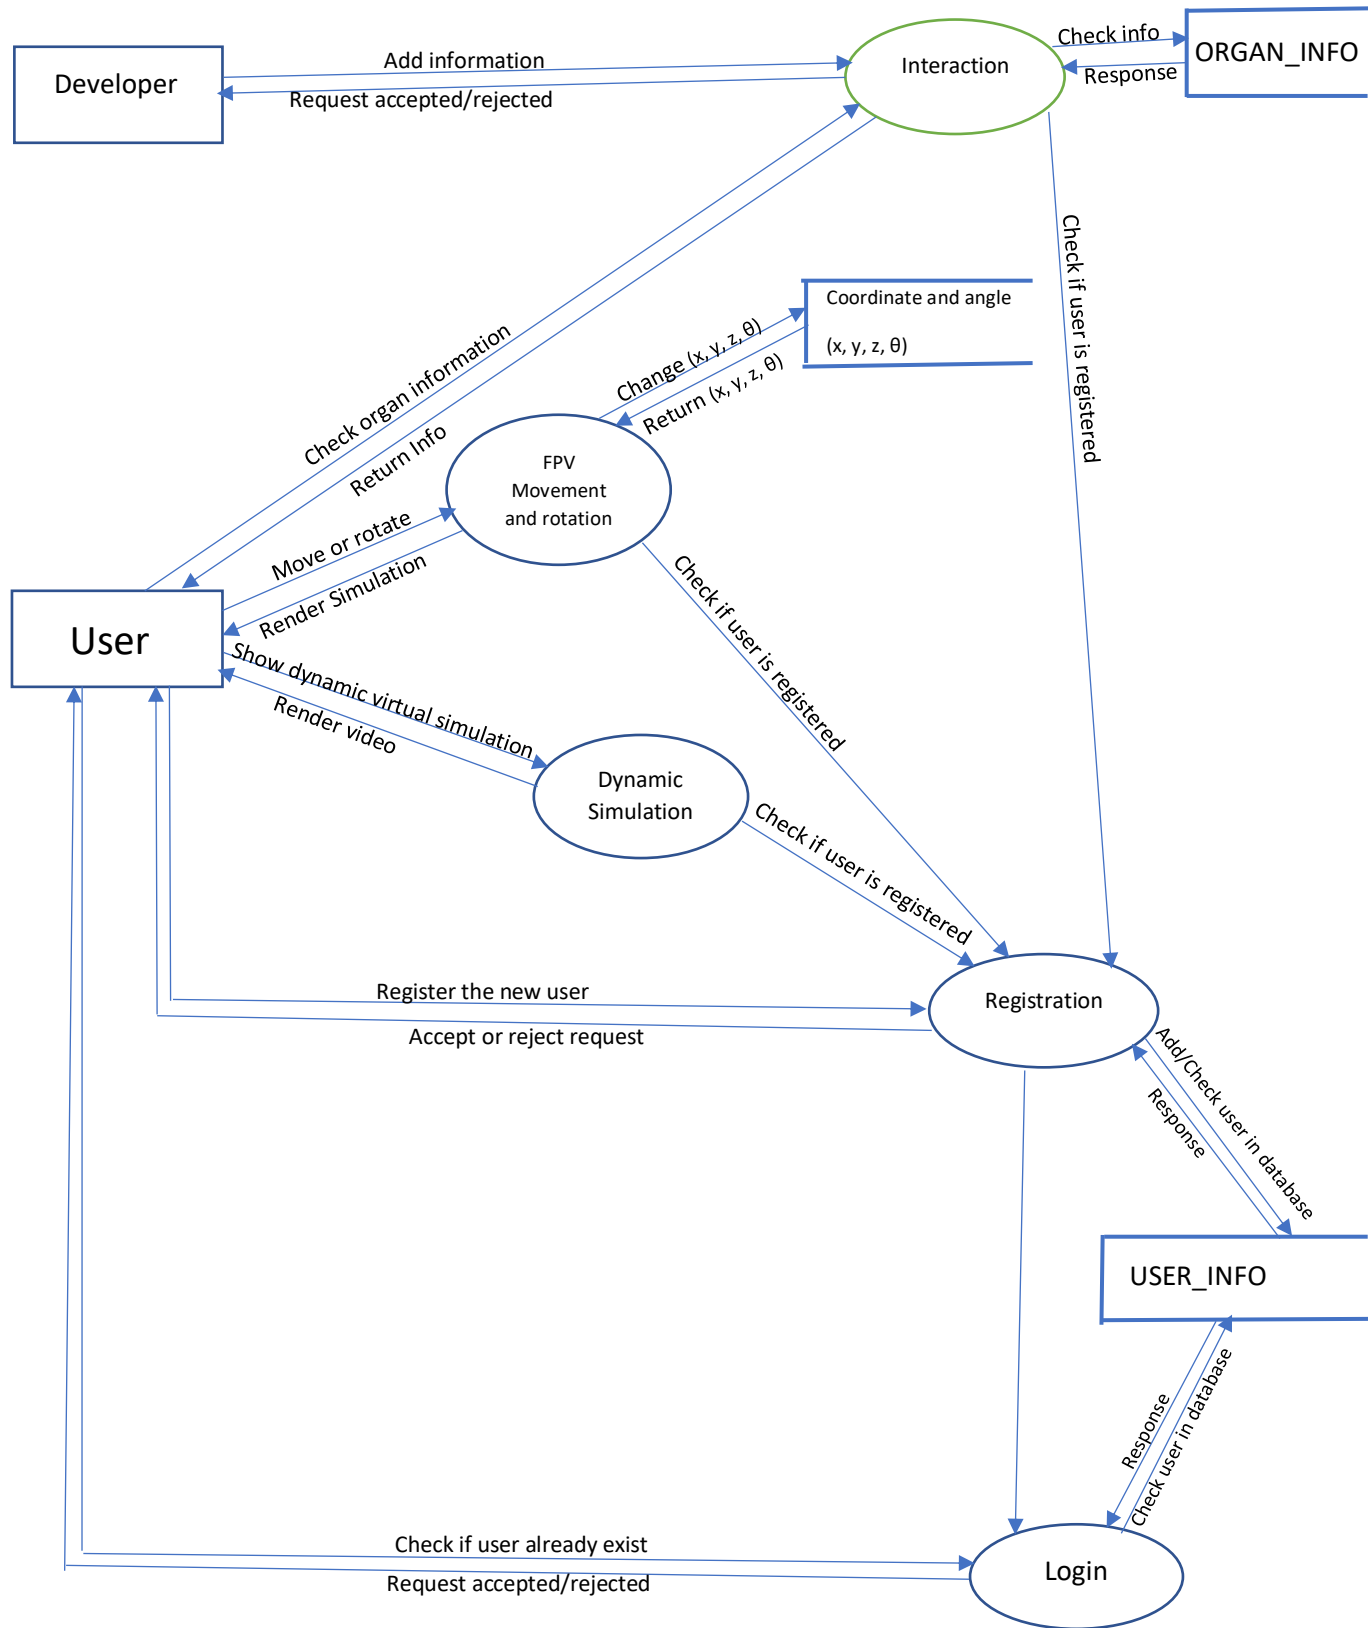 Check info
Interaction
ORGAN_INFO
Developer
Add information
Response
Request accepted/rejected
Check if user is registered
Coordinate and angle
(x, y, z, θ)
Change (x, y, z, θ)
Return (x, y, z, θ)
Check organ information
Return Info
FPV
Movement
and rotation
Move or rotate
Render Simulation
Check if user is registered
User
Show dynamic virtual simulation
Render video
Dynamic
Simulation
Check if user is registered
Register the new user
Registration
Accept or reject request
Add/Check user in database
Response
USER_INFO
Response
Check user in database
Check if user already exist
Login
Request accepted/rejected